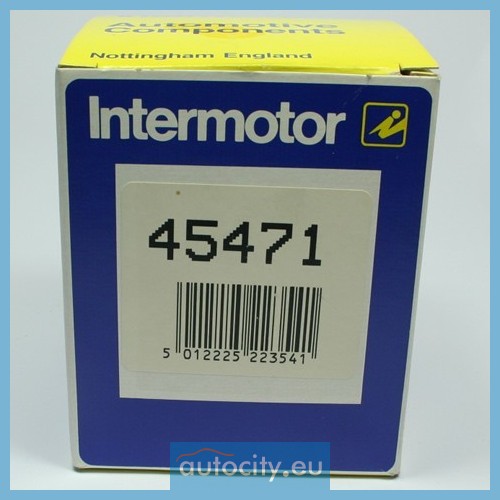 Automotive
Components
Nottingham England
Intermotor
45471
5 012225 223541
autocity.eu